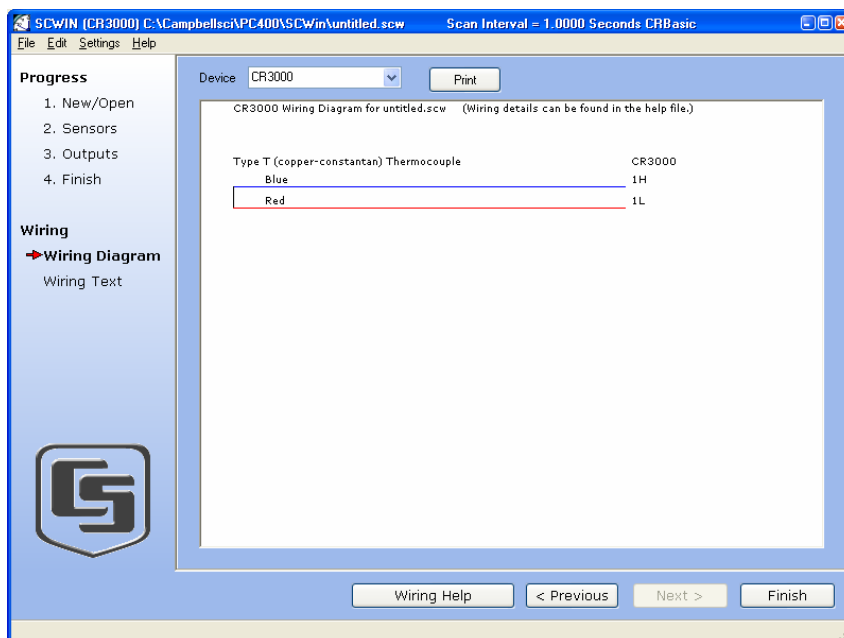 SCWIN (CR3000) C:\Campbellsci\PC400\SCWin\untitled.scw Scan Interval = 1.0000 Seconds CRBasic
File Edit Settings Help
Progress
1. New/Open
2. Sensors
3. Outputs
4. Finish
Wiring
Wiring Diagram
Wiring Text
Device CR3000 Print
CR3000 Wiring Diagram for untitled.scw (Wiring details can be found in the help file.)
Type T (copper-constantan) Thermocouple CR3000
Blue 1H
Red 1L
CS
Wiring Help < Previous Next > Finish